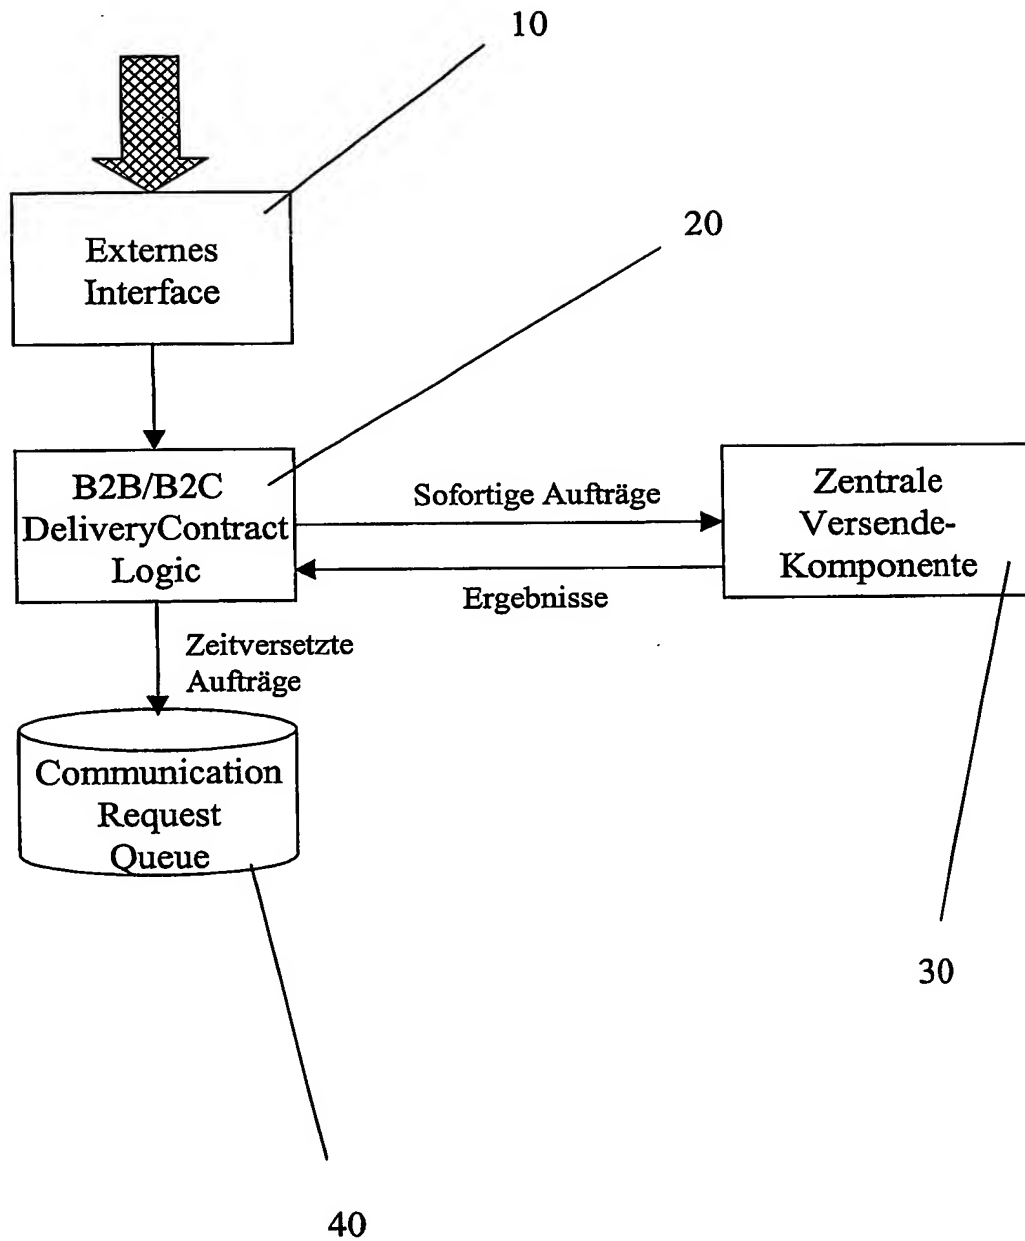 10
Externes
Interface
20
B2B/B2C
DeliveryContract
Logic
Sofortige Aufträge
Ergebnisse
Zentrale
Versende-
Komponente
Zeitversetzte
Aufträge
Communication
Request
Queue
30
40